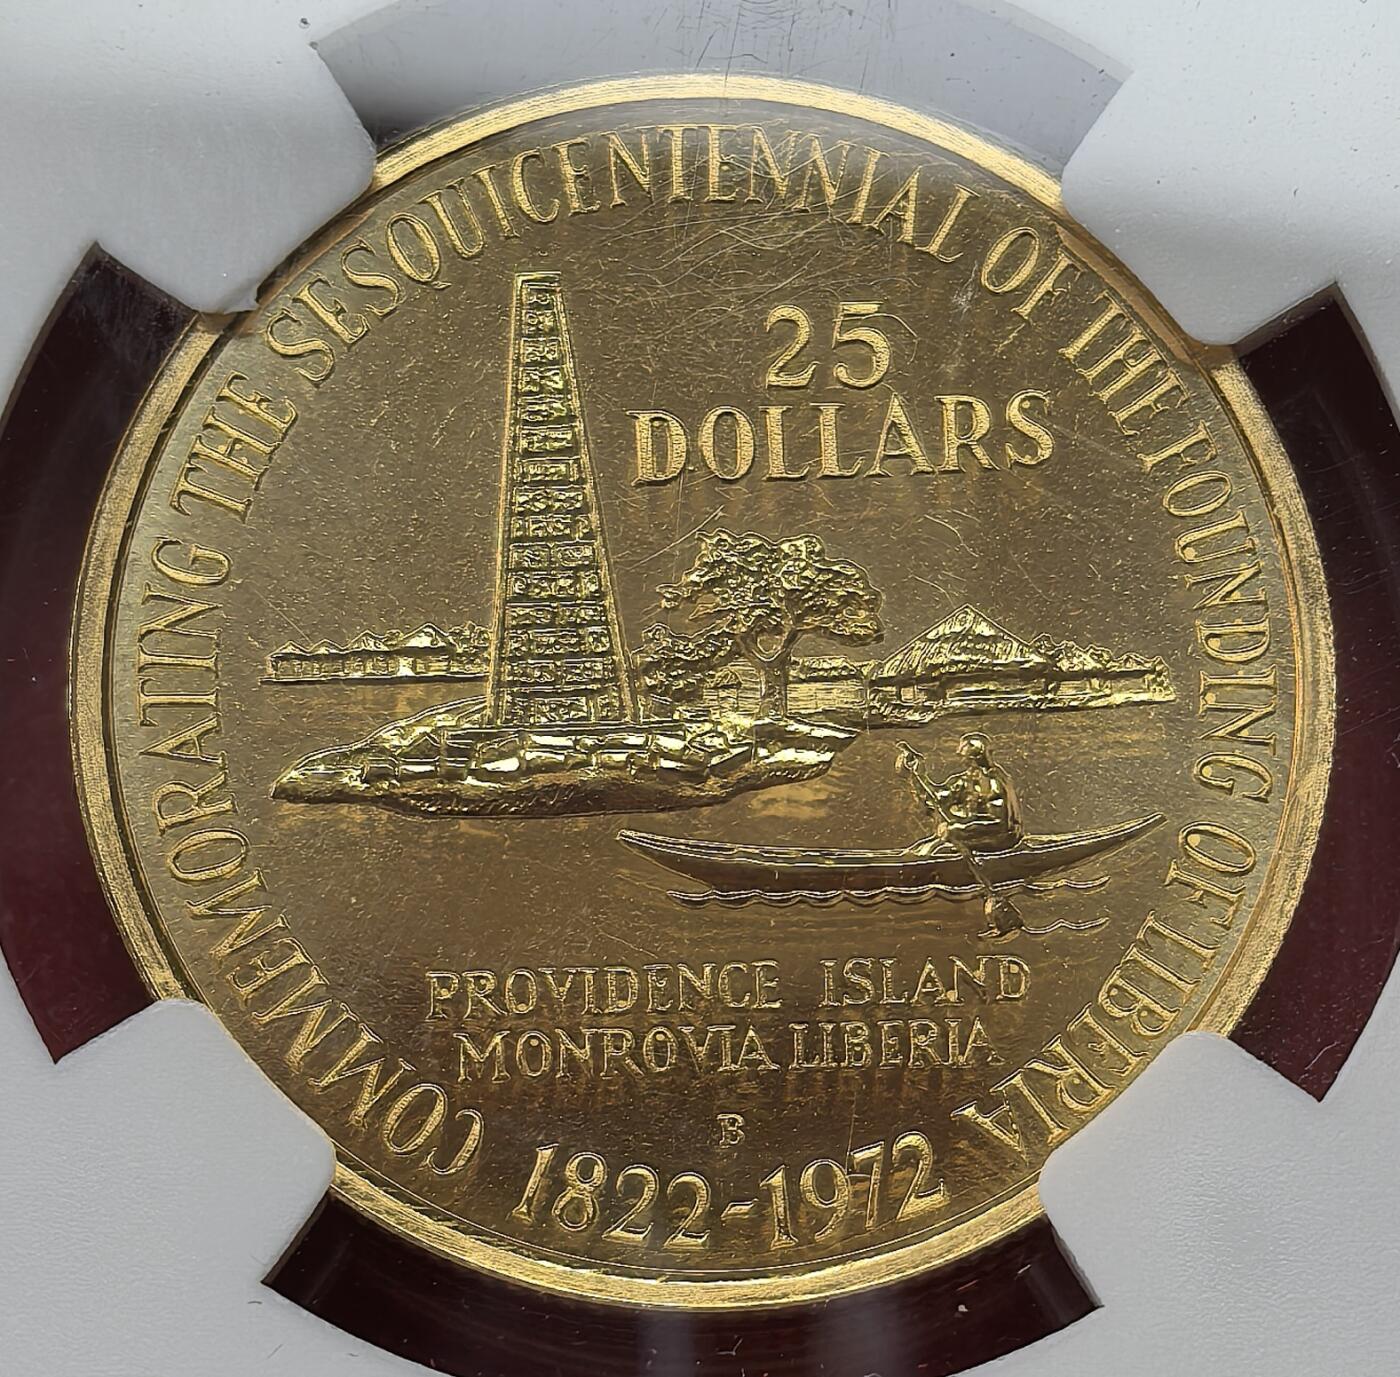 COMMEMORATING THE SESQUICENTENNIAL OF THE FOUNDING OF LIBERIA
25
DOLLARS
PROVIDENCE ISLAND
MONROVIA LIBERIA
B
1822-1972